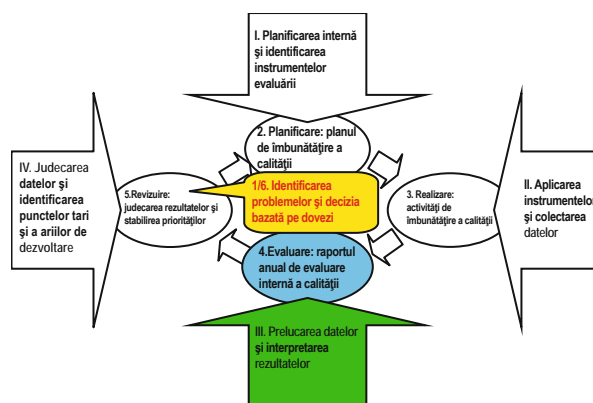 I. Planificarea internă
şi identificarea
instrumentelor
evaluării
2. Planificare: planul
de îmbunătăţire a
calităţii
IV. Judecarea
datelor şi
identificarea
punctelor tari
şi a ariilor de
dezvoltare
5.Revizuire:
judecarea rezultatelor şi
stabilirea priorităţilor
1/6. Identificarea
problemelor şi decizia
bazată pe dovezi
3. Realizare:
activităţi de
îmbunătăţire a calităţii
II. Aplicarea
instrumentelor
şi colectarea
datelor
4.Evaluare: raportul
anual de evaluare
internă a calităţii
III. Prelucarea datelor
şi interpretarea
rezultatelor